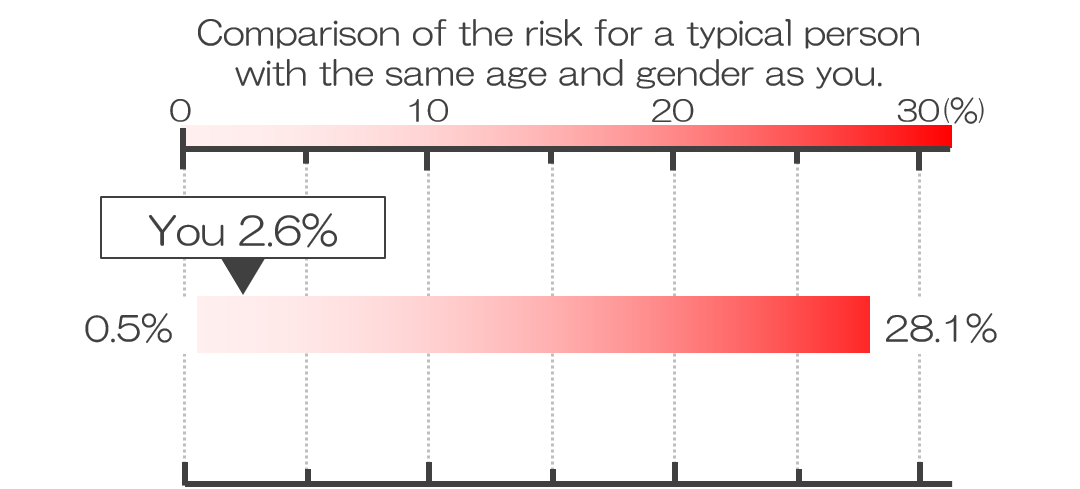 Comparison of the risk for a typical person
with the same age and gender as you.
0 10 20 30(%)
You 2.6%
0.5% 28.1%